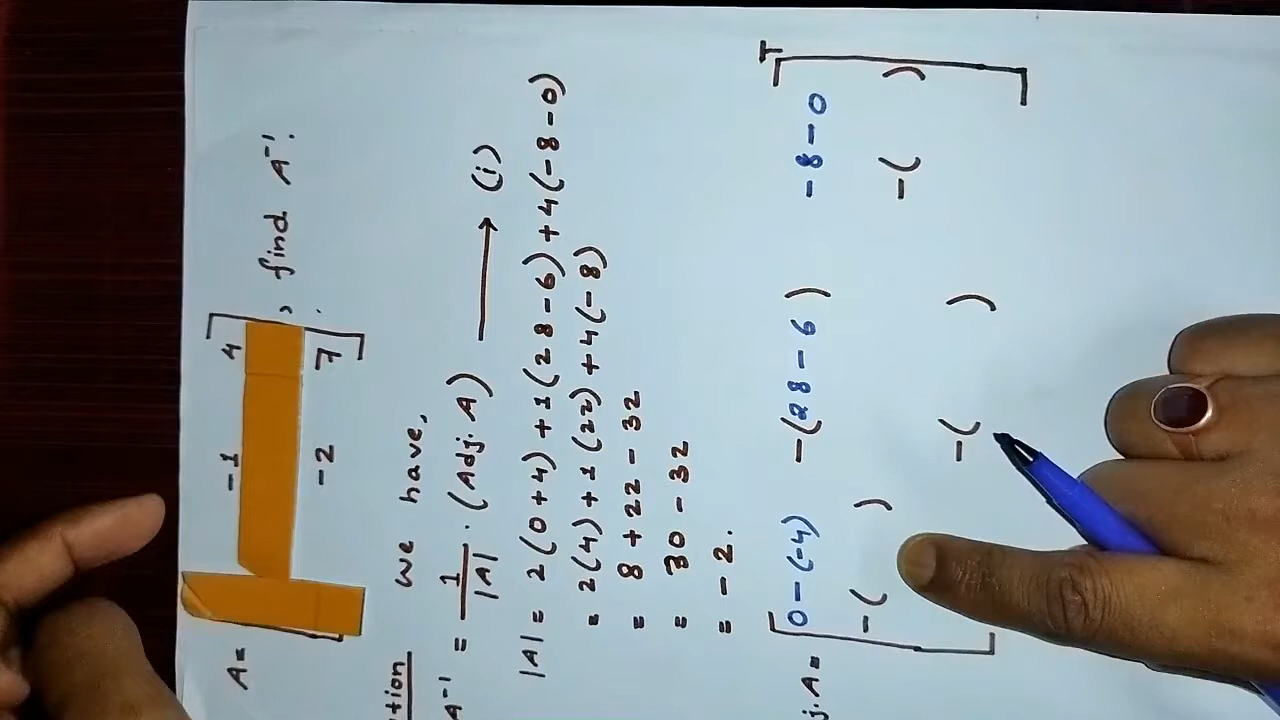 A=
-1 4
, find A⁻¹.
-2 7
tion we have,
A⁻¹ = 1/|A| . (Adj. A) ⟶ (i)
|A| = 2(0+4)+1(28-6)+4(-8-0)
= 2(4)+1(22)+4(-8)
= 8+22-32
= 30-32
= -2.
j. A= [ 0-(-4) -(28-6) -8-0 ]ᵀ
-( ) -( )
-( )